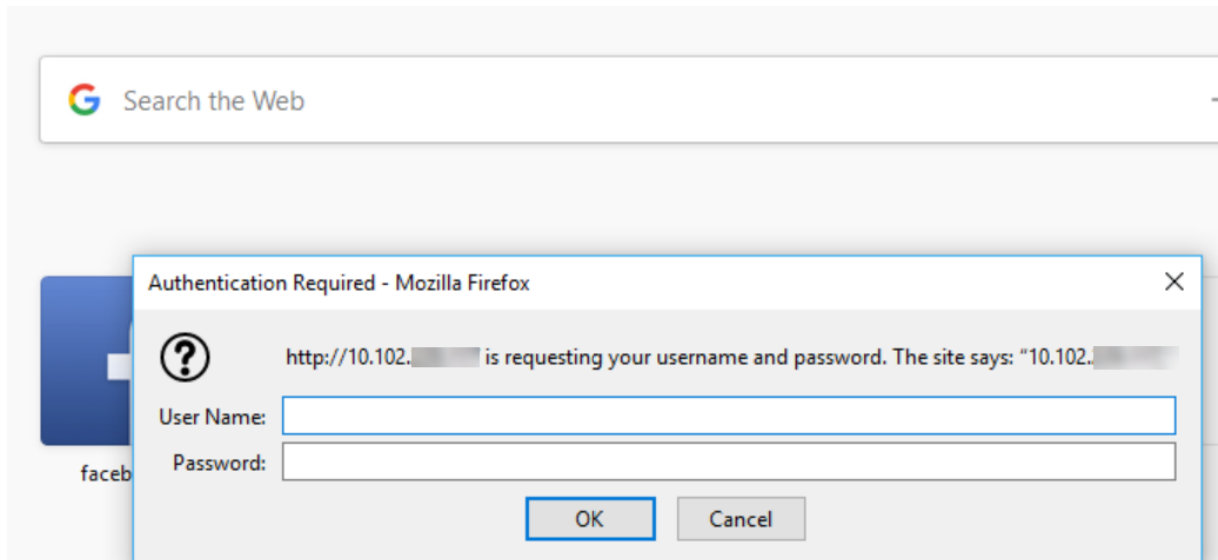 Search the Web
Authentication Required - Mozilla Firefox
http://10.102. is requesting your username and password. The site says: “10.102.
User Name:
Password:
faceb
OK Cancel